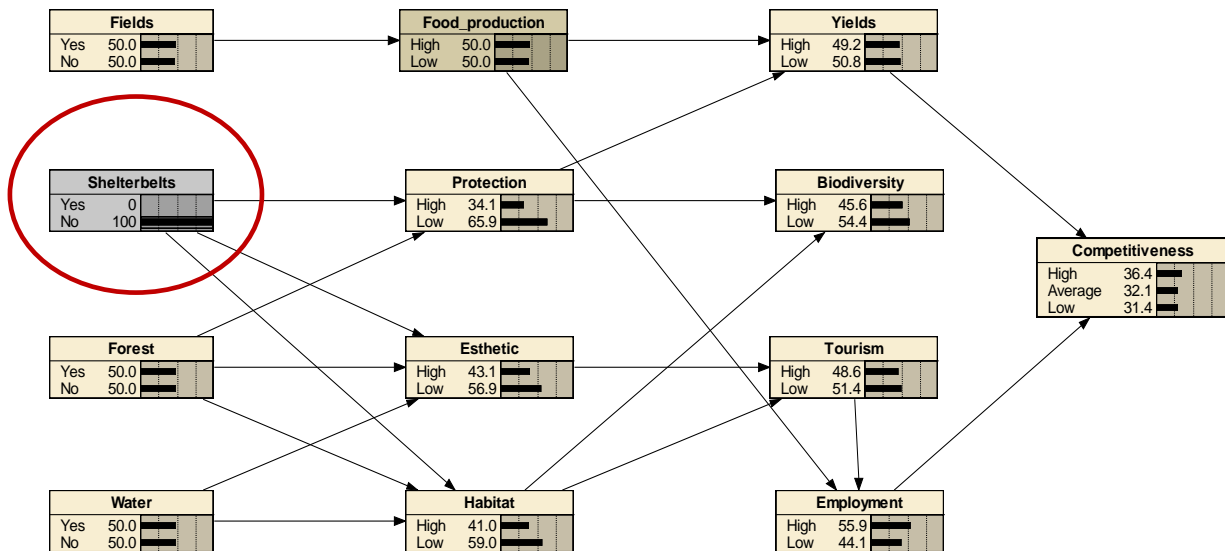 Fields
Yes 50.0
No 50.0
Food_production
High 50.0
Low 50.0
Yields
High 49.2
Low 50.8
Shelterbelts
Yes 0
No 100
Protection
High 34.1
Low 65.9
Biodiversity
High 45.6
Low 54.4
Competitiveness
High 36.4
Average 32.1
Low 31.4
Forest
Yes 50.0
No 50.0
Esthetic
High 43.1
Low 56.9
Tourism
High 48.6
Low 51.4
Water
Yes 50.0
No 50.0
Habitat
High 41.0
Low 59.0
Employment
High 55.9
Low 44.1